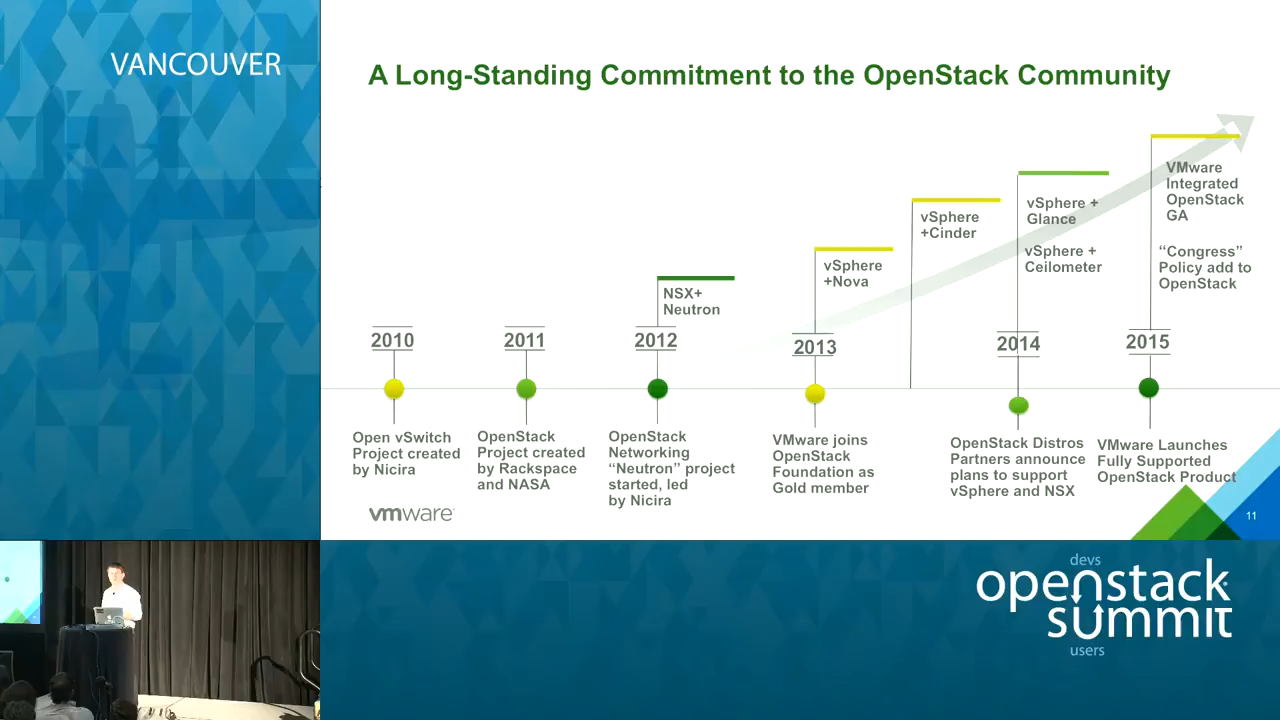 VANCOUVER
A Long-Standing Commitment to the OpenStack Community
VMware
Integrated
OpenStack
GA
“Congress”
Policy add to
OpenStack
vSphere +
Glance
vSphere +
Ceilometer
vSphere
+Cinder
vSphere
+Nova
NSX+
Neutron
2010
2011
2012
2013
2014
2015
Open vSwitch
Project created
by Nicira
OpenStack
Project created
by Rackspace
and NASA
OpenStack
Networking
“Neutron” project
started, led
by Nicira
VMware joins
OpenStack
Foundation as
Gold member
OpenStack Distros
Partners announce
plans to support
vSphere and NSX
VMware Launches
Fully Supported
OpenStack Product
vmware
11
devs
openstack
summit
users